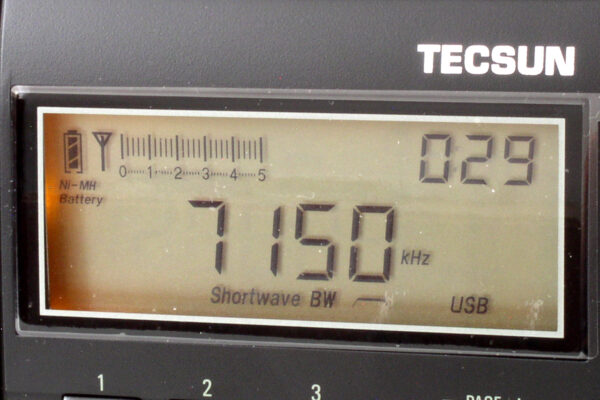 TECSUN
029
0 1 2 3 4 5
Ni-MH
Battery
7150 kHz
Shortwave BW
USB
1 2 3